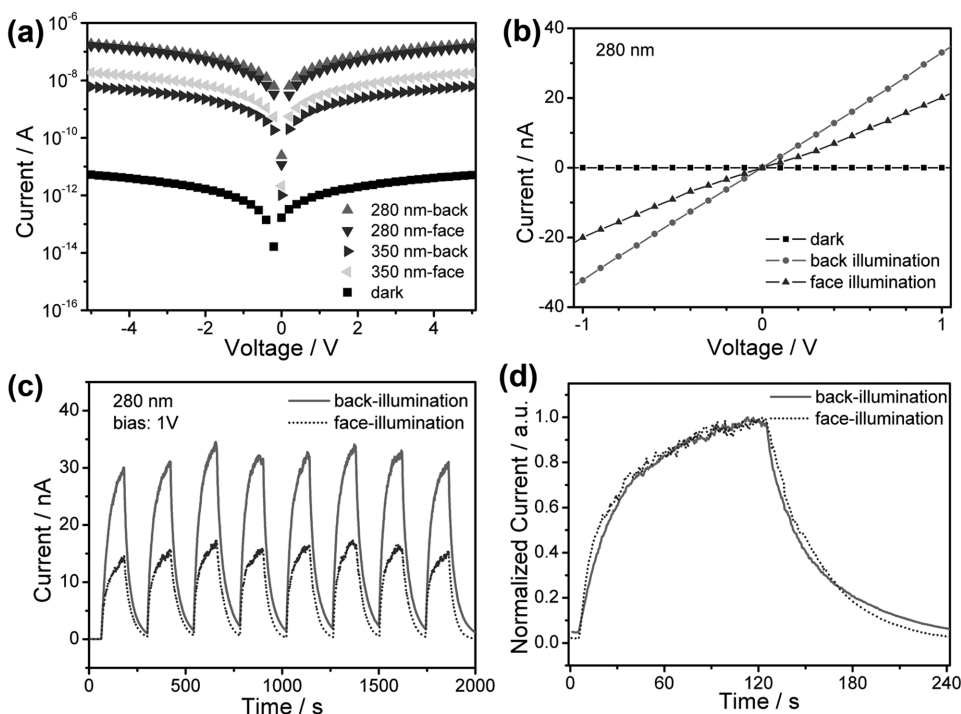 (a)
10⁻⁶
10⁻⁸
10⁻¹⁰
10⁻¹²
10⁻¹⁴
10⁻¹⁶
Current / A
280 nm-back
280 nm-face
350 nm-back
350 nm-face
dark
-4 -2 0 2 4
Voltage / V
(b)
280 nm
40
20
0
-20
-40
Current / nA
dark
back illumination
face illumination
-1 0 1
Voltage / V
(c)
280 nm
bias: 1V
back-illumination
face-illumination
40
30
20
10
0
Current / nA
0 500 1000 1500 2000
Time / s
(d)
back-illumination
face-illumination
1.0
0.8
0.6
0.4
0.2
0.0
Normalized Current / a.u.
0 60 120 180 240
Time / s